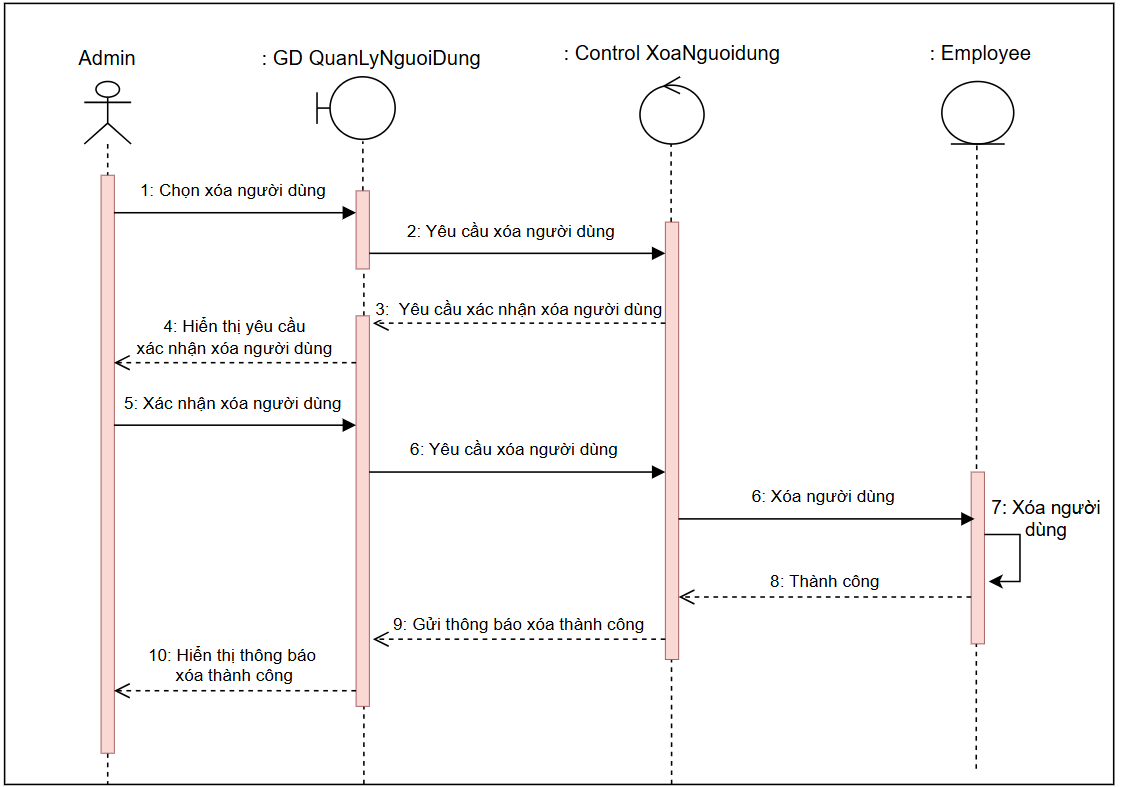 Admin
: GD QuanLyNguoiDung
: Control XoaNguoidung
: Employee
1: Chọn xóa người dùng
2: Yêu cầu xóa người dùng
3:  Yêu cầu xác nhận xóa người dùng
4: Hiển thị yêu cầu
xác nhận xóa người dùng
5: Xác nhận xóa người dùng
6: Yêu cầu xóa người dùng
6: Xóa người dùng
7: Xóa người
dùng
8: Thành công
9: Gửi thông báo xóa thành công
10: Hiển thị thông báo
xóa thành công